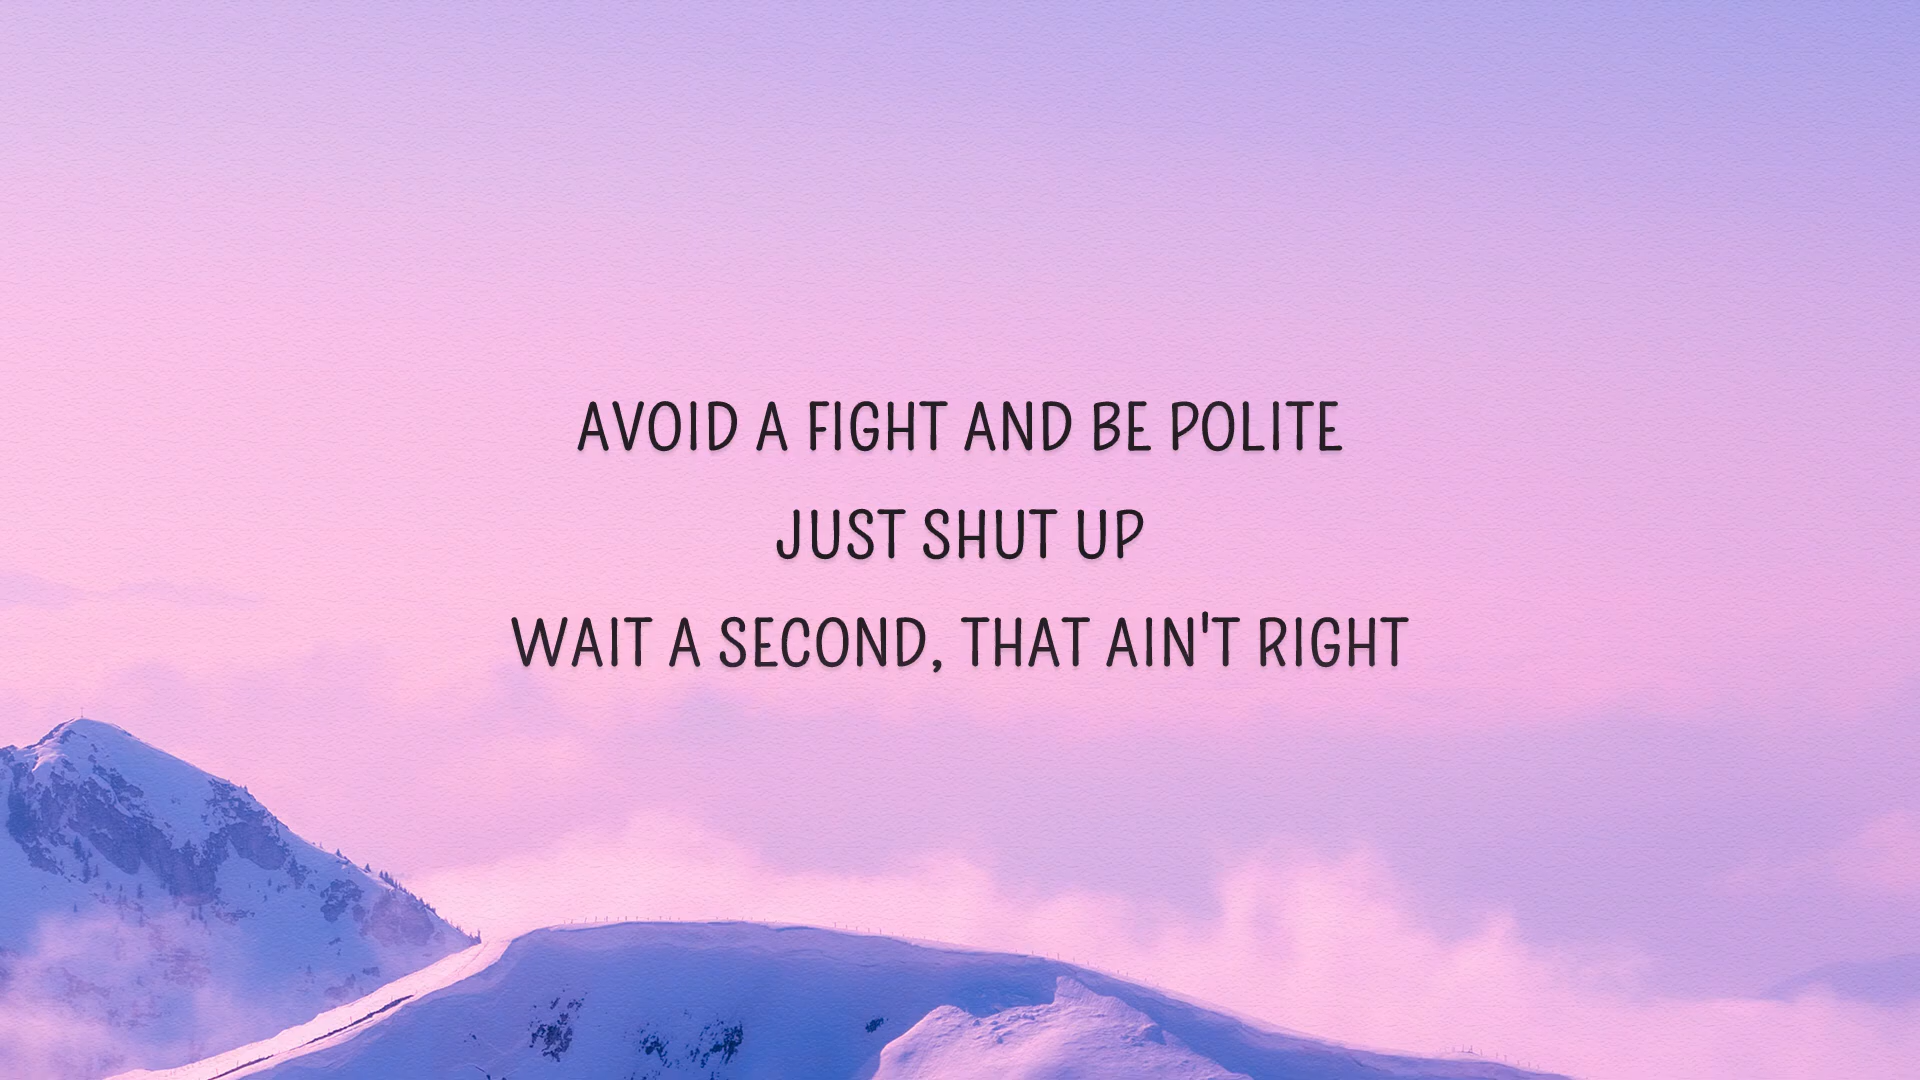 AVOID A FIGHT AND BE POLITE
JUST SHUT UP
WAIT A SECOND, THAT AIN'T RIGHT